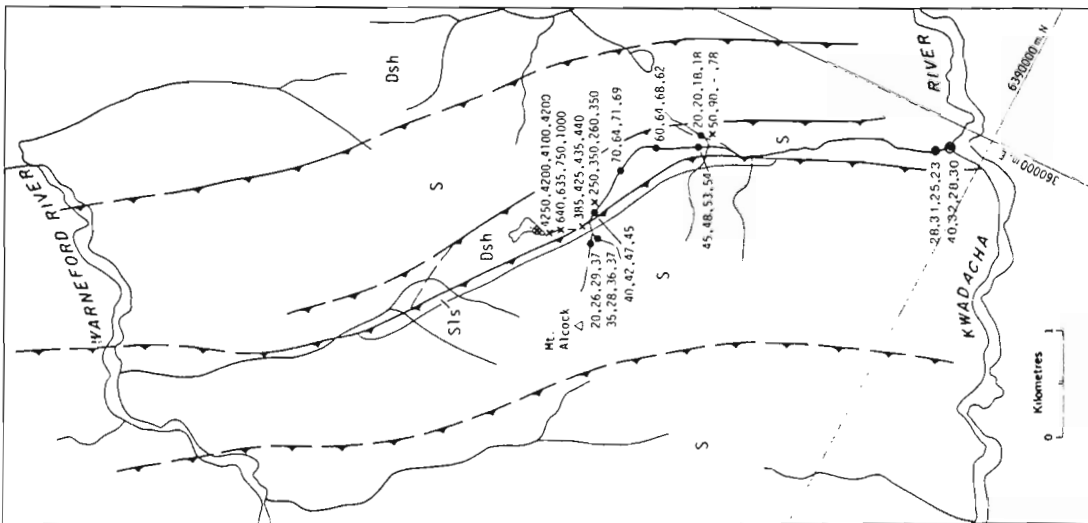 WARNEFORD RIVER
Dsh
S
Dsh
4250,4200,4100,4200
640,635,750,1000
385,425,435,440
250,350,260,350
70,64,71,69
60,64,68,62
20,20,18,18
50,90,-,78
Sls
Mt.
Alcock
20,26,29,37
35,28,36,37
40,42,47,45
45,48,53,54
S
S
S
28,31,25,23
40,32,28,30
KWADACHA
RIVER
6390000 m. N
360000 m. E
Kilometres
0 1